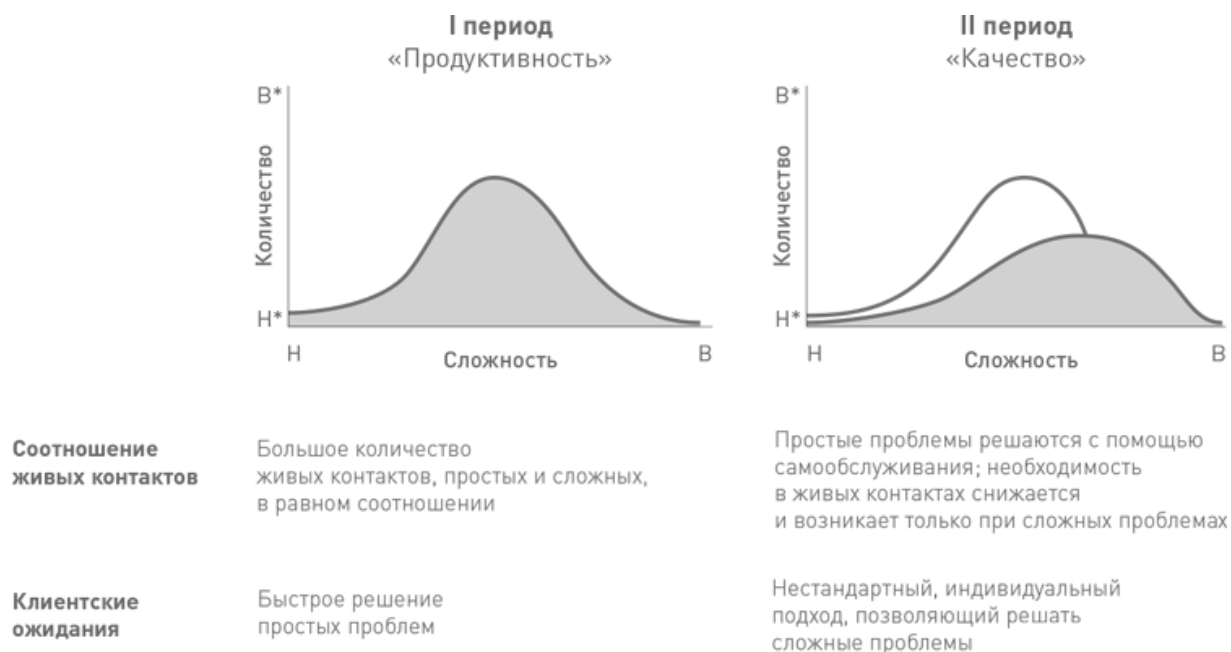 I период
«Продуктивность»
В*
Количество
Н*
Н
Сложность
В
II период
«Качество»
В*
Количество
Н*
Н
Сложность
В
Соотношение
живых контактов
Большое количество
живых контактов, простых и сложных,
в равном соотношении
Простые проблемы решаются с помощью
самообслуживания; необходимость
в живых контактах снижается
и возникает только при сложных проблемах
Клиентские
ожидания
Быстрое решение
простых проблем
Нестандартный, индивидуальный
подход, позволяющий решать
сложные проблемы